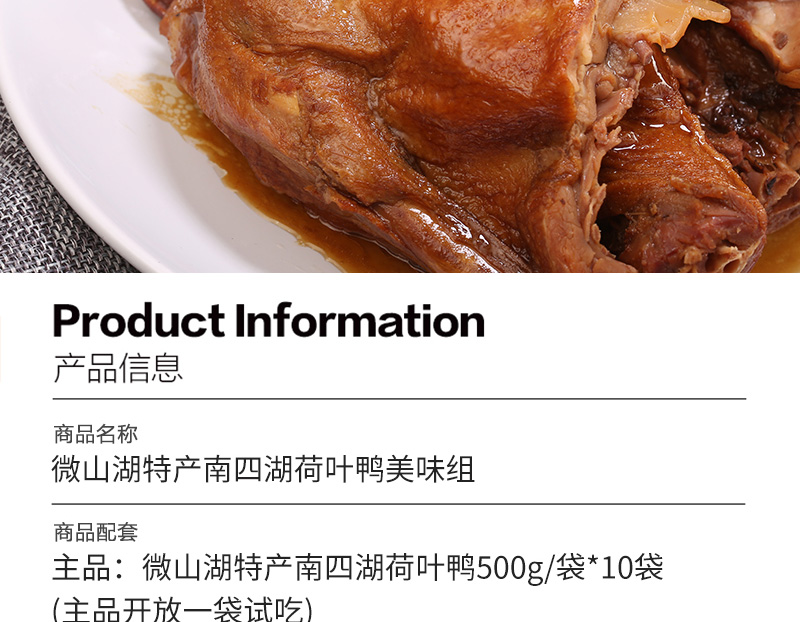 Product Information
产品信息
商品名称
微山湖特产南四湖荷叶鸭美味组
商品配套
主品：微山湖特产南四湖荷叶鸭500g/袋*10袋
(主品开放一袋试吃)